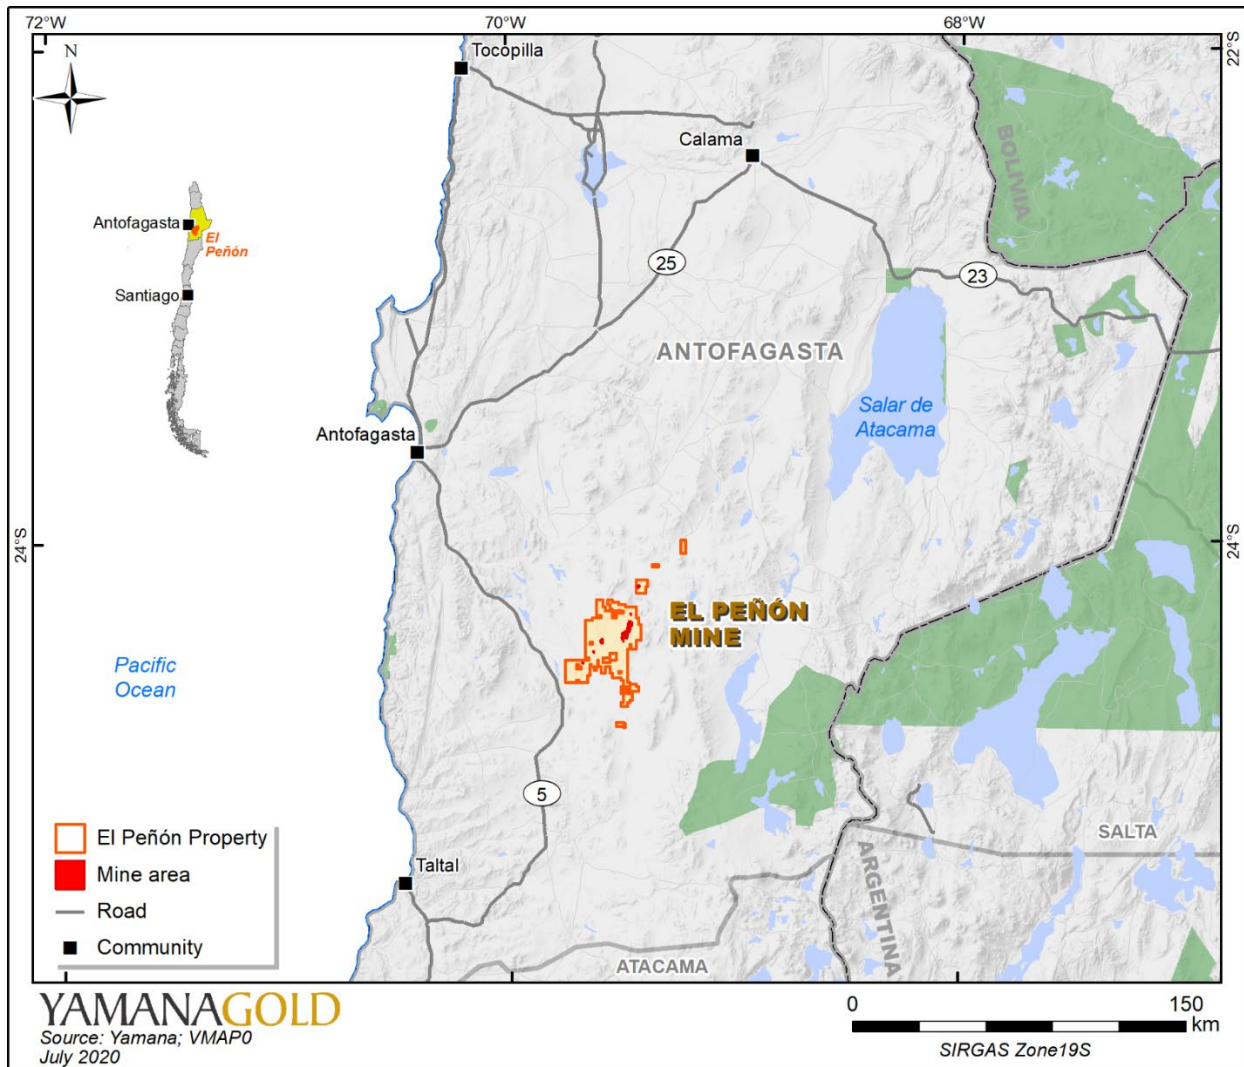 72°W
70°W
68°W
22°S
N
Tocopilla
Calama
BOLIVIA
Antofagasta
El
Peñón
Santiago
25
23
ANTOFAGASTA
Salar de
Atacama
Antofagasta
24°S
24°S
EL PEÑÓN
MINE
Pacific
Ocean
5
El Peñón Property
Mine area
Road
Community
Taltal
SALTA
ARGENTINA
ATACAMA
YAMANAGOLD
Source: Yamana; VMAP0
July 2020
0 150
km
SIRGAS Zone19S